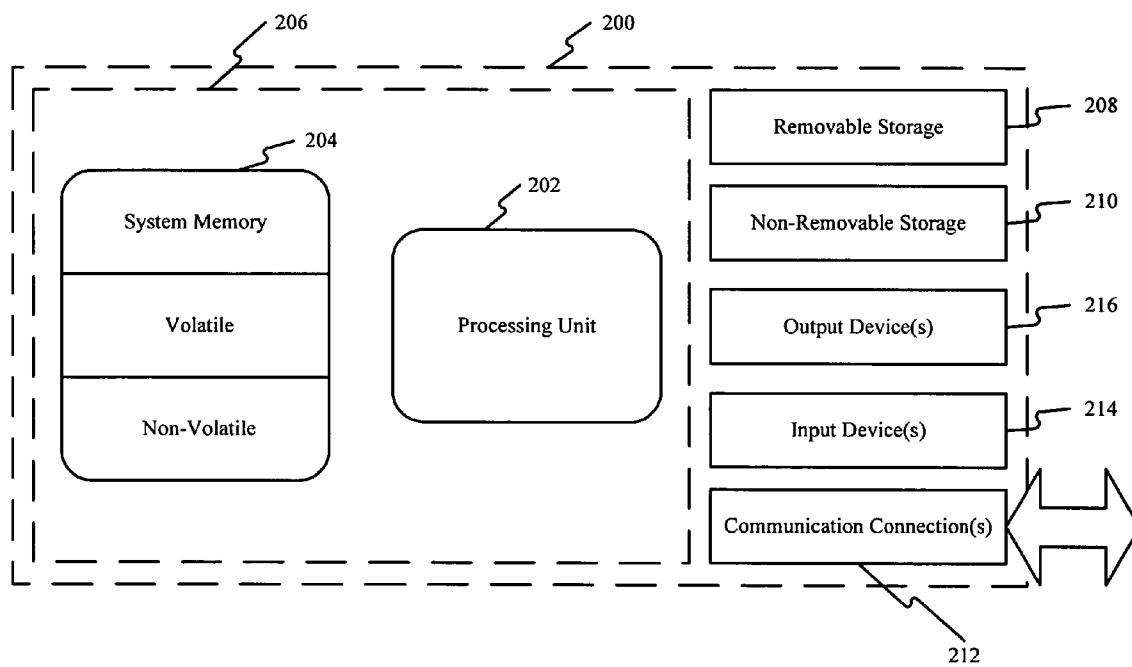 206
200
Removable Storage
208
204
202
System Memory
Non-Removable Storage
210
Volatile
Processing Unit
Output Device(s)
216
Non-Volatile
Input Device(s)
214
Communication Connection(s)
212